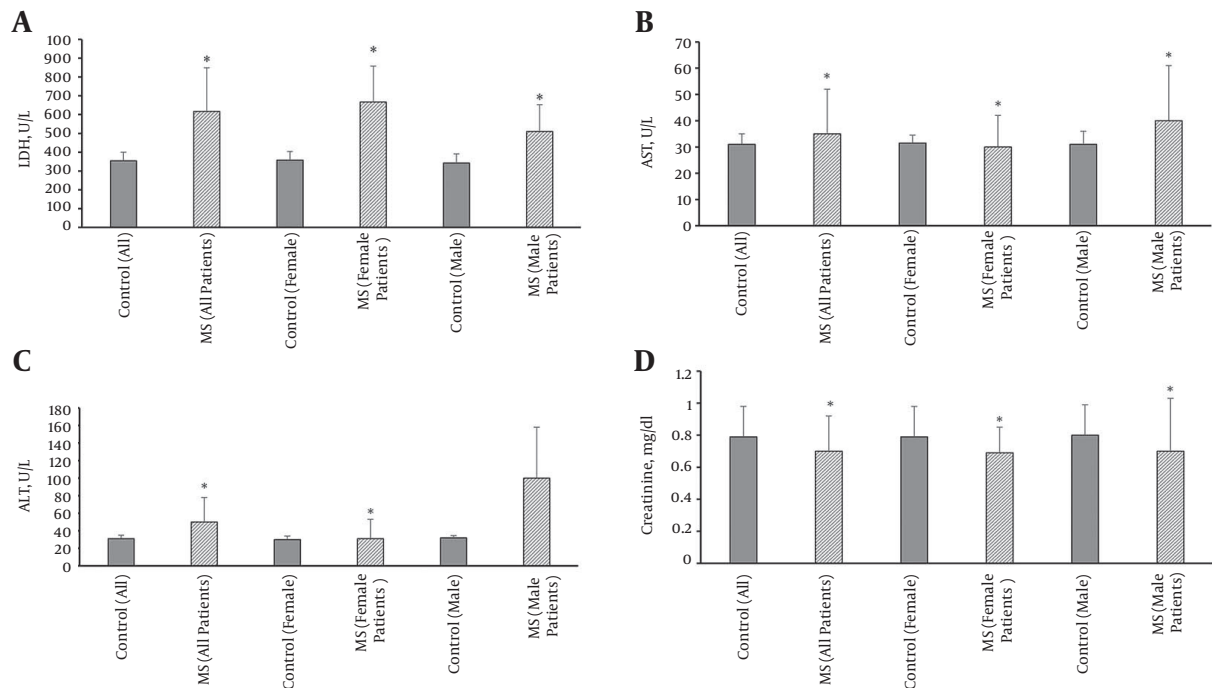 A
LDH, U/L
100
900
800
700
600
500
400
300
200
100
0
*
*
*
Control (All)
MS (All Patients)
Control (Female)
MS (Female
Patients )
Control (Male)
MS (Male
Patients)
B
AST, U/L
70
60
50
40
30
20
10
0
*
*
*
Control (All)
MS (All Patients)
Control (Female)
MS (Female
Patients )
Control (Male)
MS (Male
Patients)
C
ALT, U/L
180
160
140
120
100
80
60
40
20
0
*
*
Control (All)
MS (All Patients)
Control (Female)
MS (Female
Patients)
Control (Male)
MS (Male
Patients)
D
Creatinine, mg/dl
1.2
1
0.8
0.6
0.4
0.2
0
*
*
*
Control (All)
MS (All Patients)
Control (Female)
MS (Female
Patients )
Control (Male)
MS (Male
Patients)